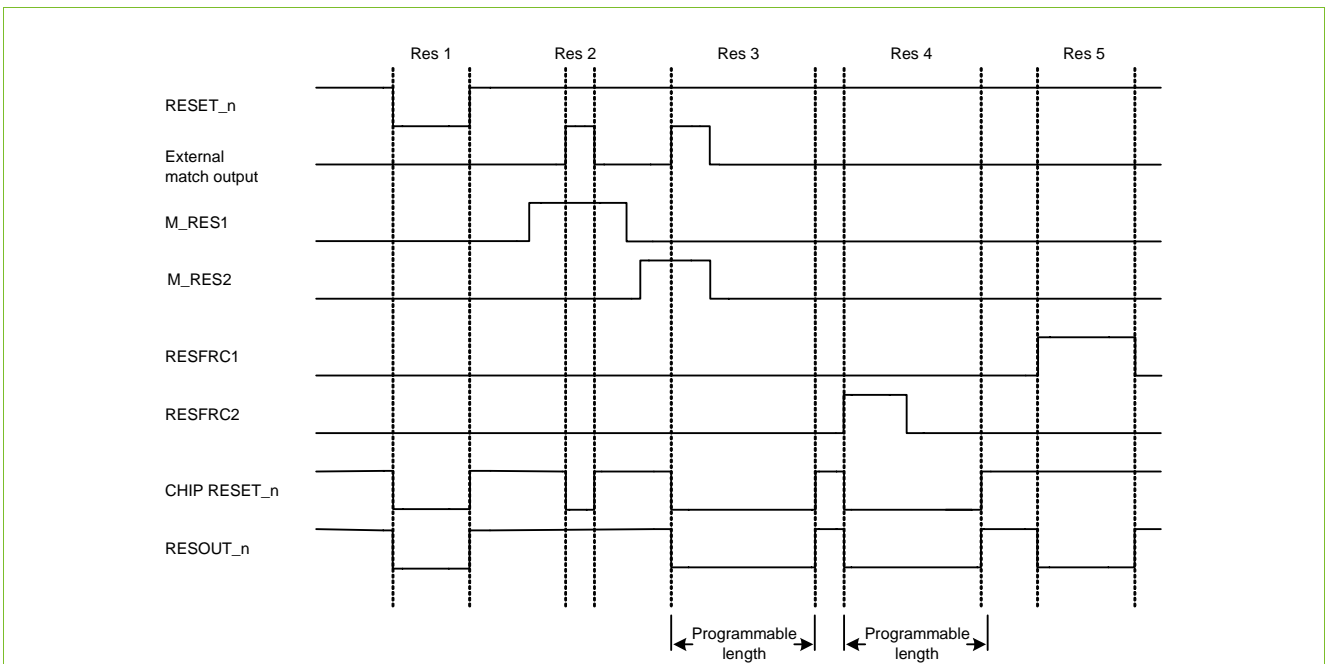 Res 1
Res 2
Res 3
Res 4
Res 5
RESET_n
External
match output
M_RES1
M_RES2
RESFRC1
RESFRC2
CHIP RESET_n
RESOUT_n
Programmable
length
Programmable
length